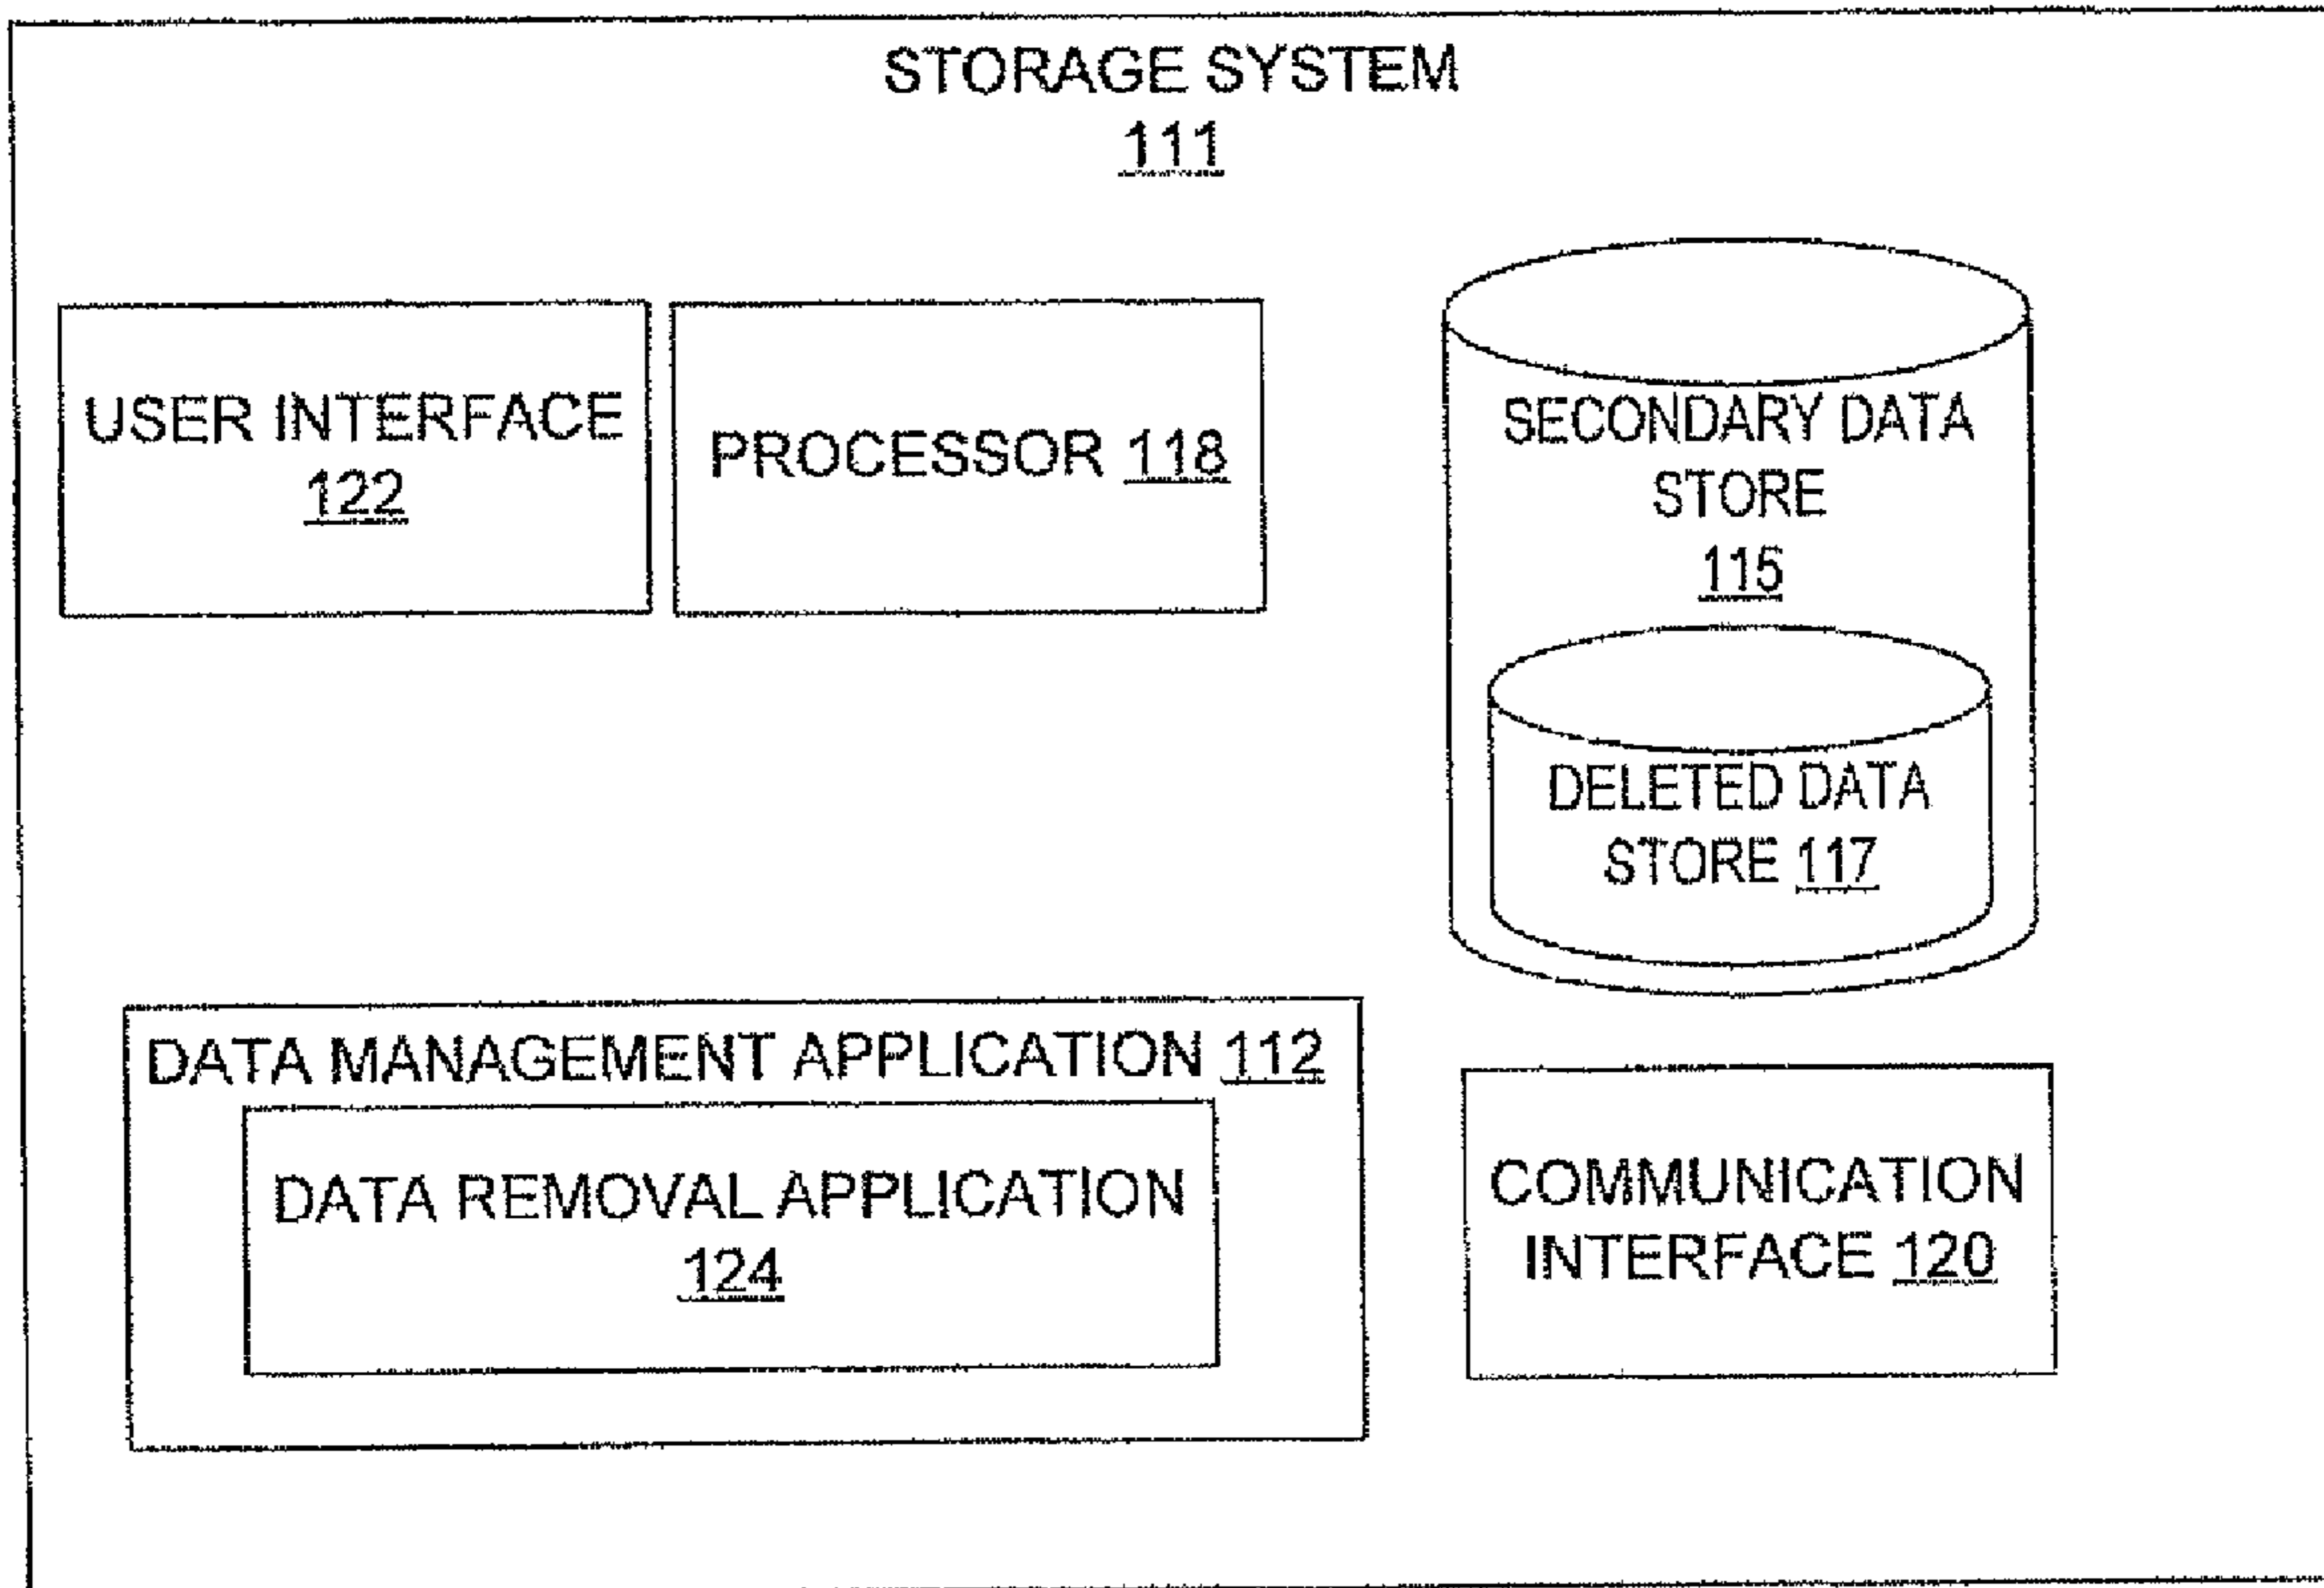 STORAGE SYSTEM
111
USER INTERFACE
122
PROCESSOR 118
SECONDARY DATA
STORE
115
DELETED DATA
STORE 117
DATA MANAGEMENT APPLICATION 112
DATA REMOVAL APPLICATION
124
COMMUNICATION
INTERFACE 120